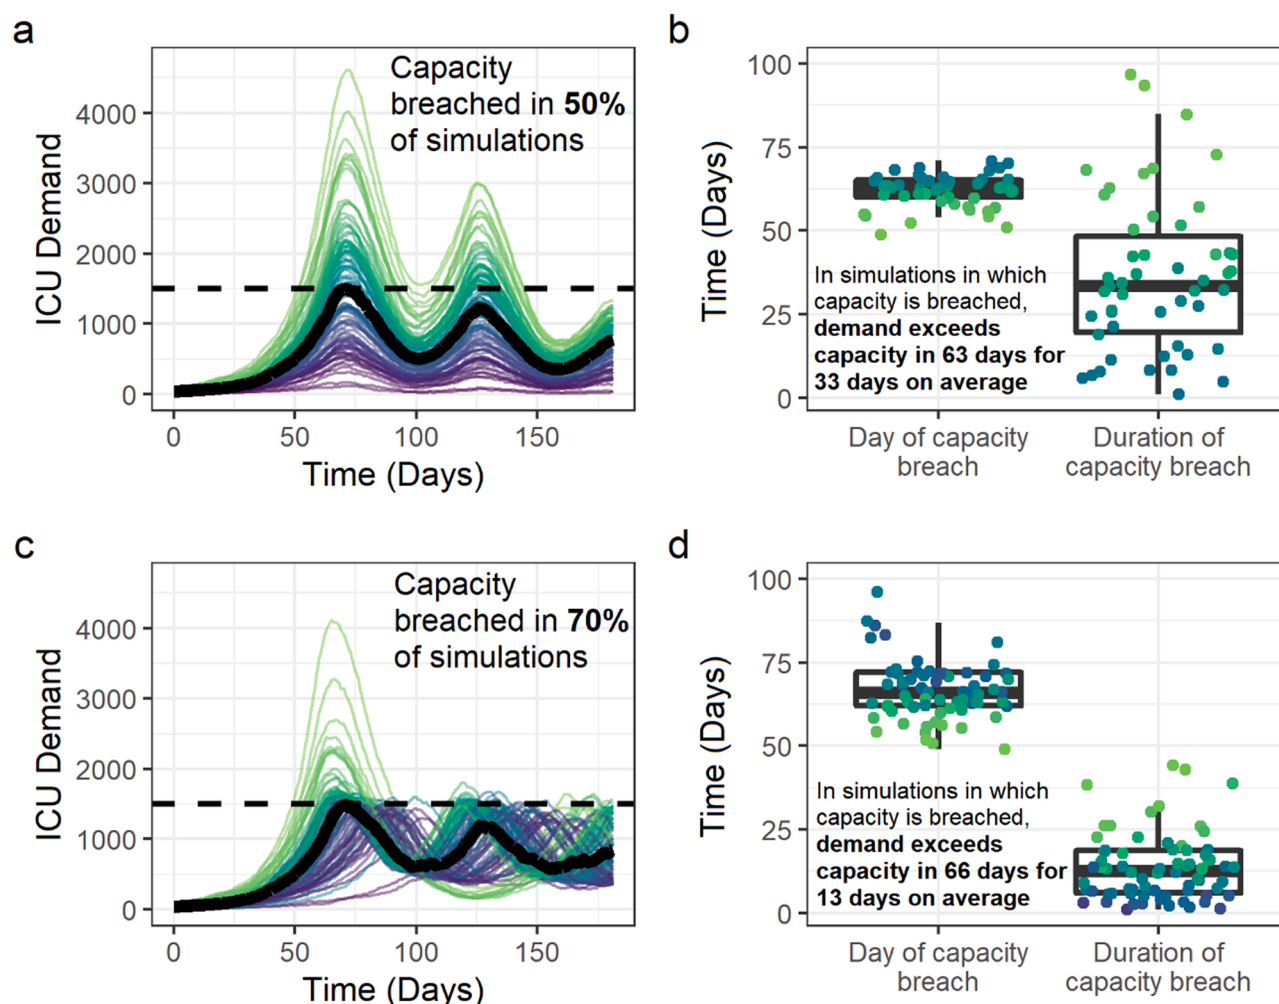 a
Capacity
breached in 50%
of simulations
ICU Demand
4000
3000
2000
1000
0
0 50 100 150
Time (Days)
b
Time (Days)
100
75
50
25
0
In simulations in which
capacity is breached,
demand exceeds
capacity in 63 days for
33 days on average
Day of capacity
breach
Duration of
capacity breach
c
Capacity
breached in 70%
of simulations
ICU Demand
4000
3000
2000
1000
0
0 50 100 150
Time (Days)
d
Time (Days)
100
75
50
25
0
In simulations in which
capacity is breached,
demand exceeds
capacity in 66 days for
13 days on average
Day of capacity
breach
Duration of
capacity breach